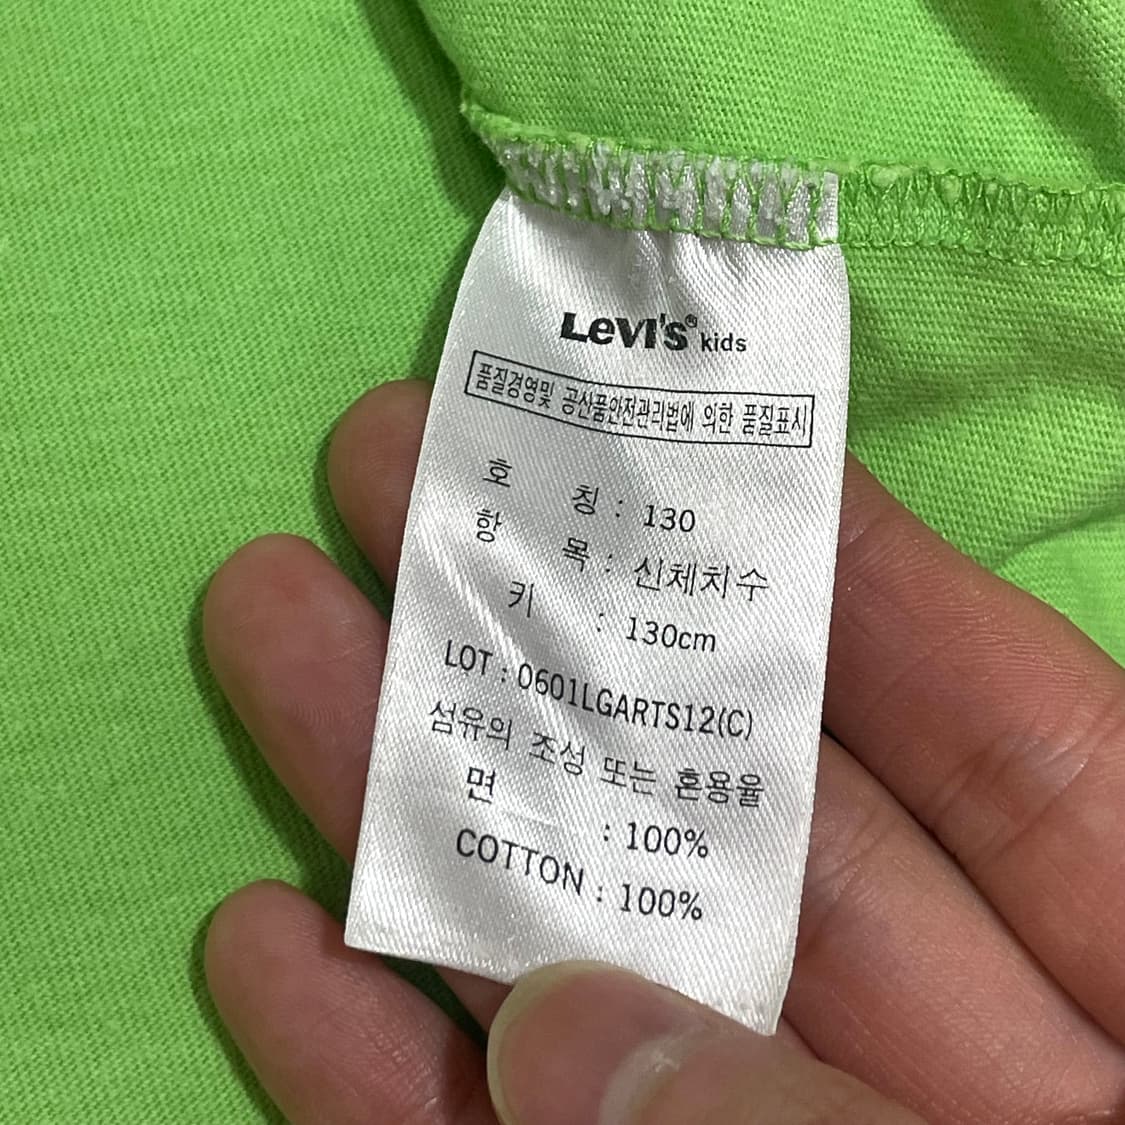 Levi's® kids
품질경영및 공산품안전관리법에 의한 품질표시
호 칭 : 130
항 목 : 신체치수
키 : 130cm
LOT : 0601LGARTS12(C)
섬유의 조성 또는 혼용율
면 : 100%
COTTON : 100%